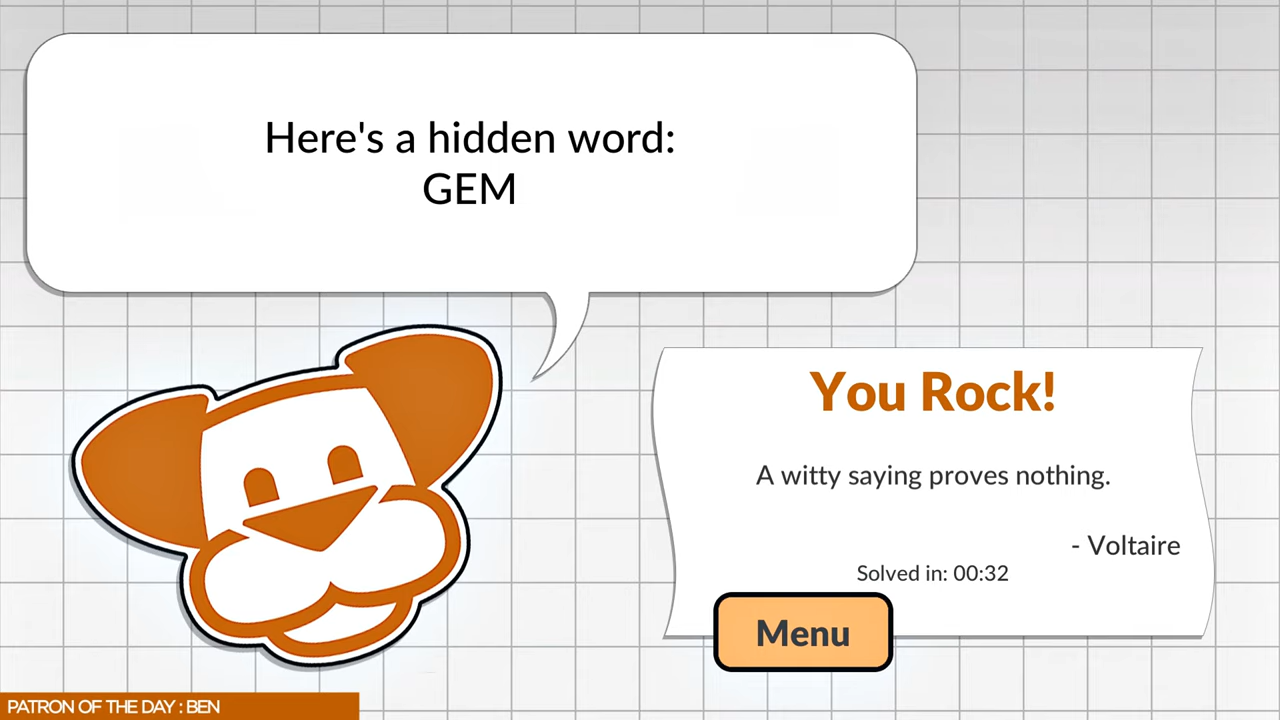 Here's a hidden word:
GEM
You Rock!
A witty saying proves nothing.
- Voltaire
Solved in: 00:32
Menu
PATRON OF THE DAY : BEN